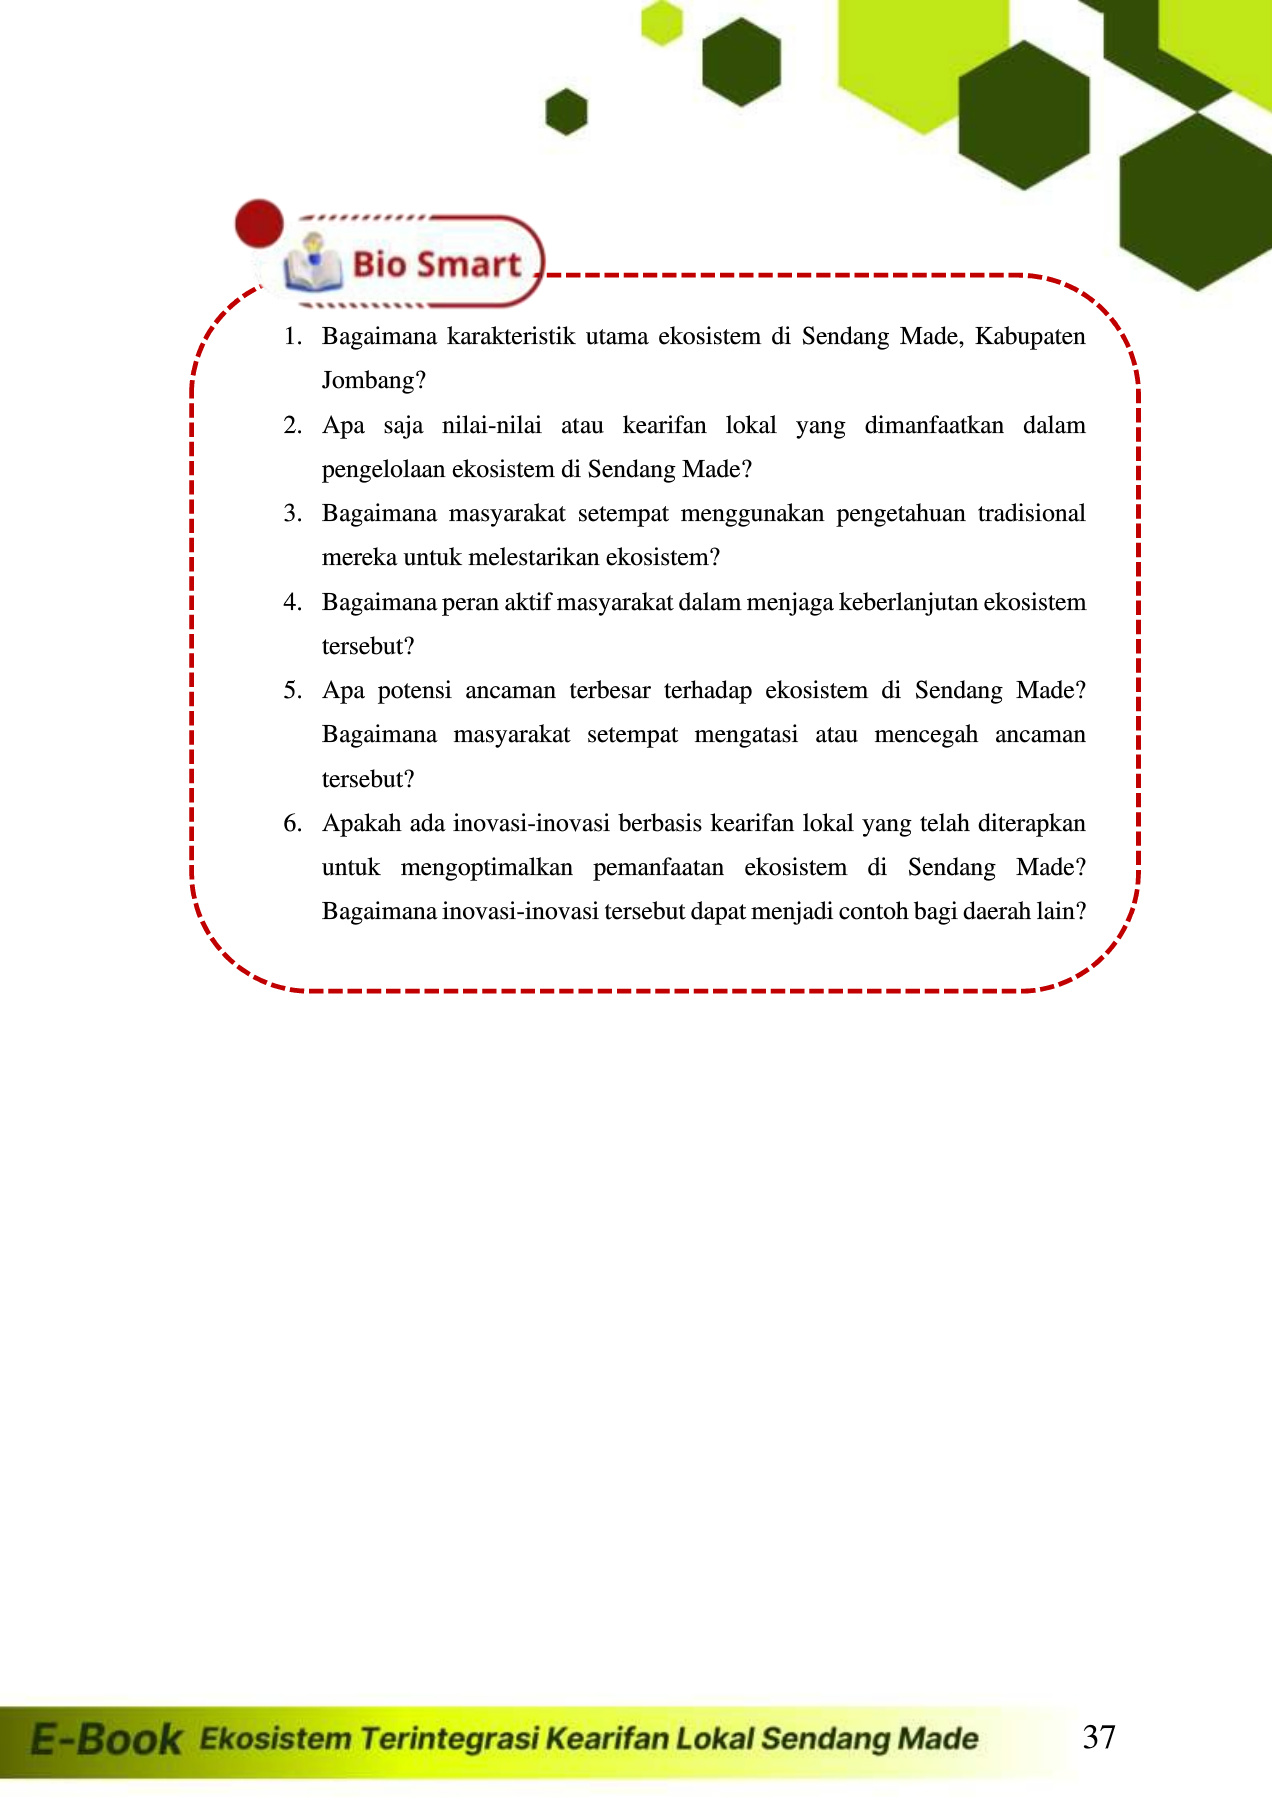 Bio Smart
1. Bagaimana karakteristik utama ekosistem di Sendang Made, Kabupaten
Jombang?
2. Apa saja nilai-nilai atau kearifan lokal yang dimanfaatkan dalam
pengelolaan ekosistem di Sendang Made?
3. Bagaimana masyarakat setempat menggunakan pengetahuan tradisional
mereka untuk melestarikan ekosistem?
4. Bagaimana peran aktif masyarakat dalam menjaga keberlanjutan ekosistem
tersebut?
5. Apa potensi ancaman terbesar terhadap ekosistem di Sendang Made?
Bagaimana masyarakat setempat mengatasi atau mencegah ancaman
tersebut?
6. Apakah ada inovasi-inovasi berbasis kearifan lokal yang telah diterapkan
untuk mengoptimalkan pemanfaatan ekosistem di Sendang Made?
Bagaimana inovasi-inovasi tersebut dapat menjadi contoh bagi daerah lain?
E-Book Ekosistem Terintegrasi Kearifan Lokal Sendang Made 37